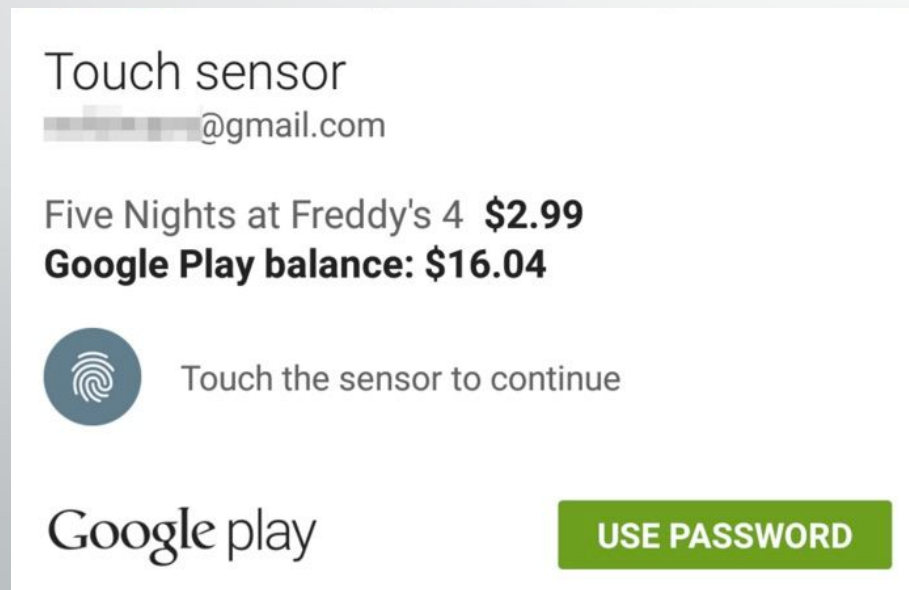 Touch sensor
@gmail.com
Five Nights at Freddy's 4 $2.99
Google Play balance: $16.04
Touch the sensor to continue
Google play
USE PASSWORD